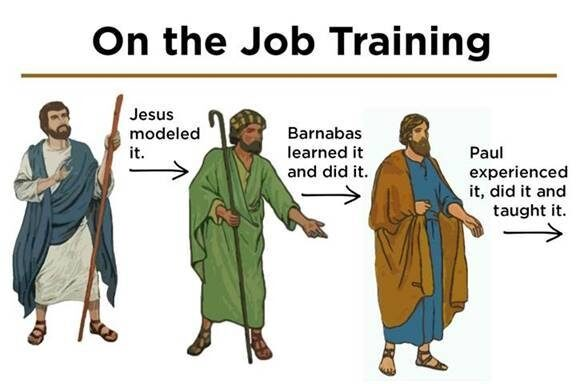 On the Job Training
Jesus
modeled
it.
Barnabas
learned it
and did it.
Paul
experienced
it, did it and
taught it.